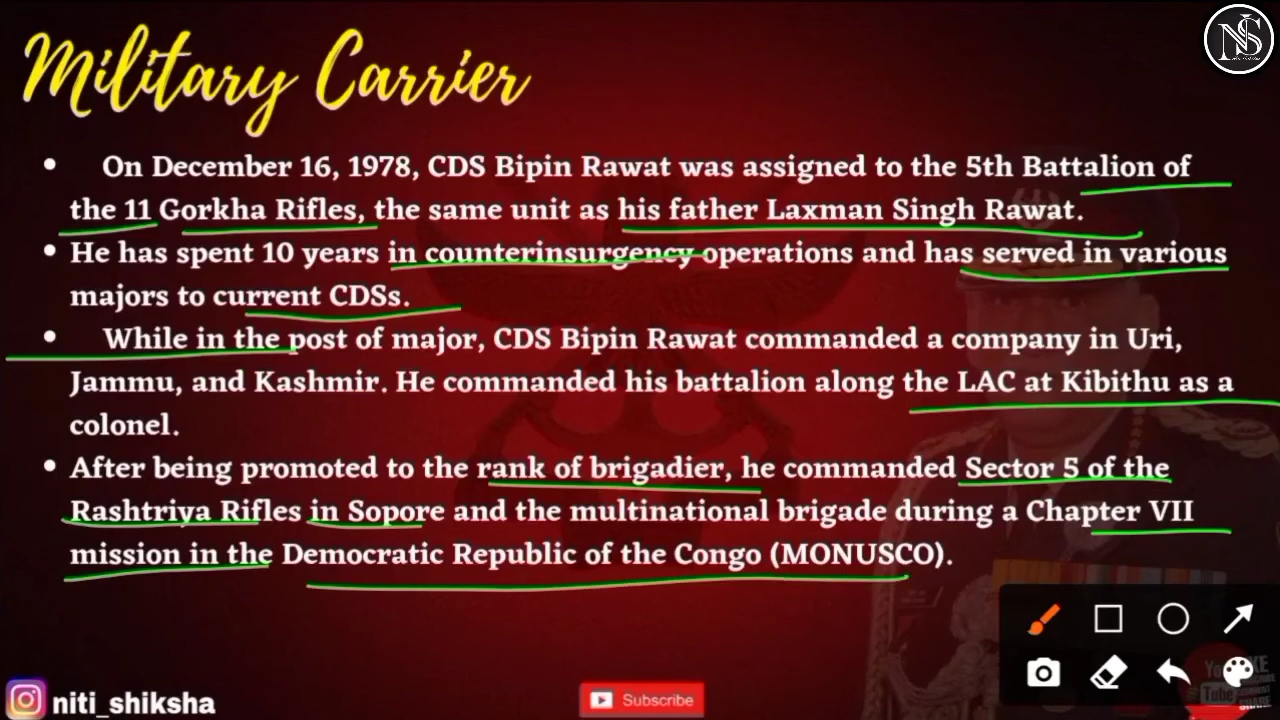 Military Carrier
NS
• On December 16, 1978, CDS Bipin Rawat was assigned to the 5th Battalion of
the 11 Gorkha Rifles, the same unit as his father Laxman Singh Rawat.
• He has spent 10 years in counterinsurgency operations and has served in various
majors to current CDSs.
• While in the post of major, CDS Bipin Rawat commanded a company in Uri,
Jammu, and Kashmir. He commanded his battalion along the LAC at Kibithu as a
colonel.
• After being promoted to the rank of brigadier, he commanded Sector 5 of the
Rashtriya Rifles in Sopore and the multinational brigade during a Chapter VII
mission in the Democratic Republic of the Congo (MONUSCO).
niti_shiksha
Subscribe